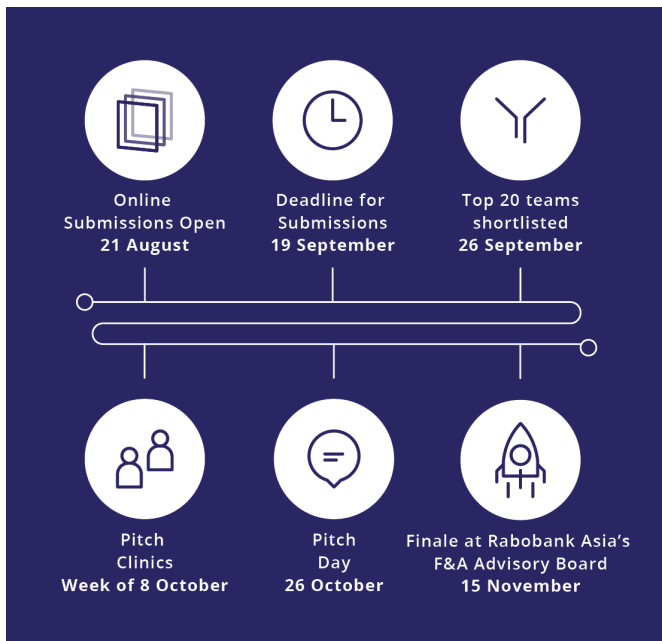 Online
Submissions Open
21 August
Deadline for
Submissions
19 September
Top 20 teams
shortlisted
26 September
Pitch
Clinics
Week of 8 October
Pitch
Day
26 October
Finale at Rabobank Asia’s
F&A Advisory Board
15 November